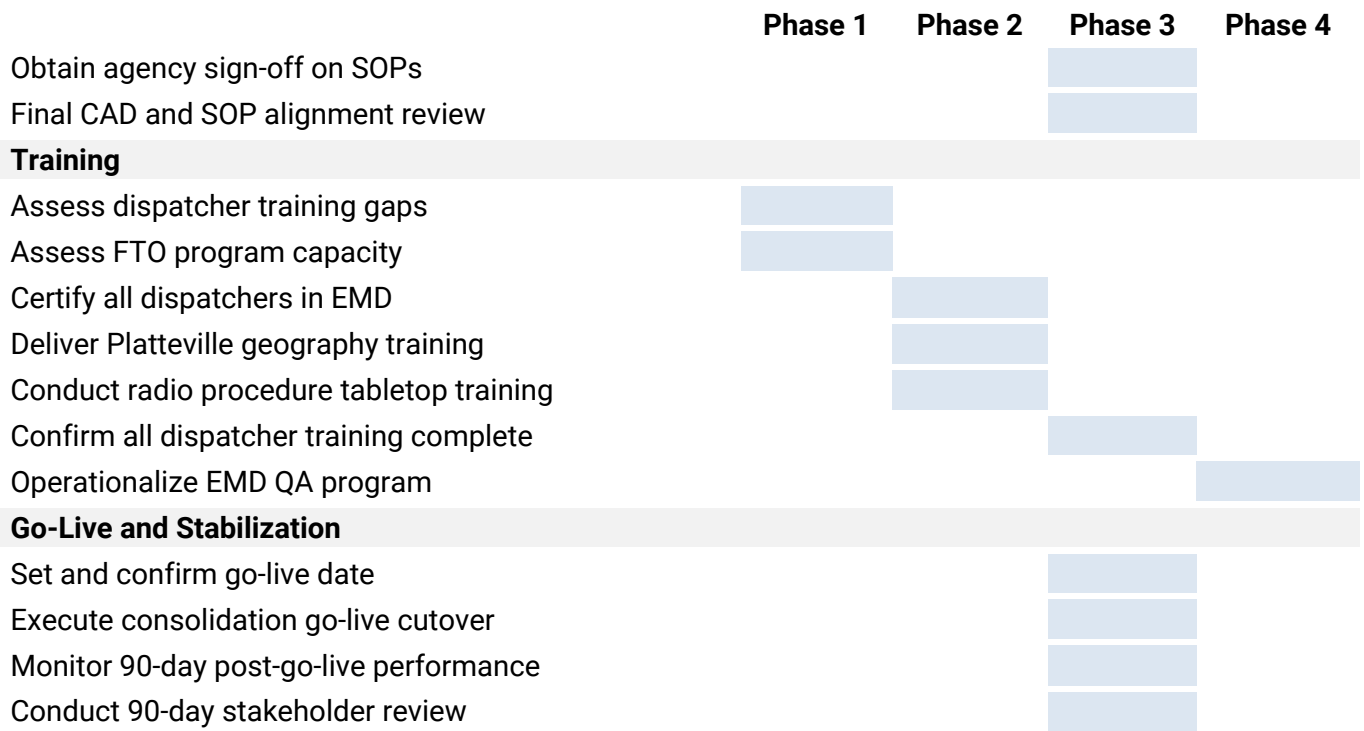 Phase 1 Phase 2 Phase 3 Phase 4
Obtain agency sign-off on SOPs
Final CAD and SOP alignment review
Training
Assess dispatcher training gaps
Assess FTO program capacity
Certify all dispatchers in EMD
Deliver Platteville geography training
Conduct radio procedure tabletop training
Confirm all dispatcher training complete
Operationalize EMD QA program
Go-Live and Stabilization
Set and confirm go-live date
Execute consolidation go-live cutover
Monitor 90-day post-go-live performance
Conduct 90-day stakeholder review